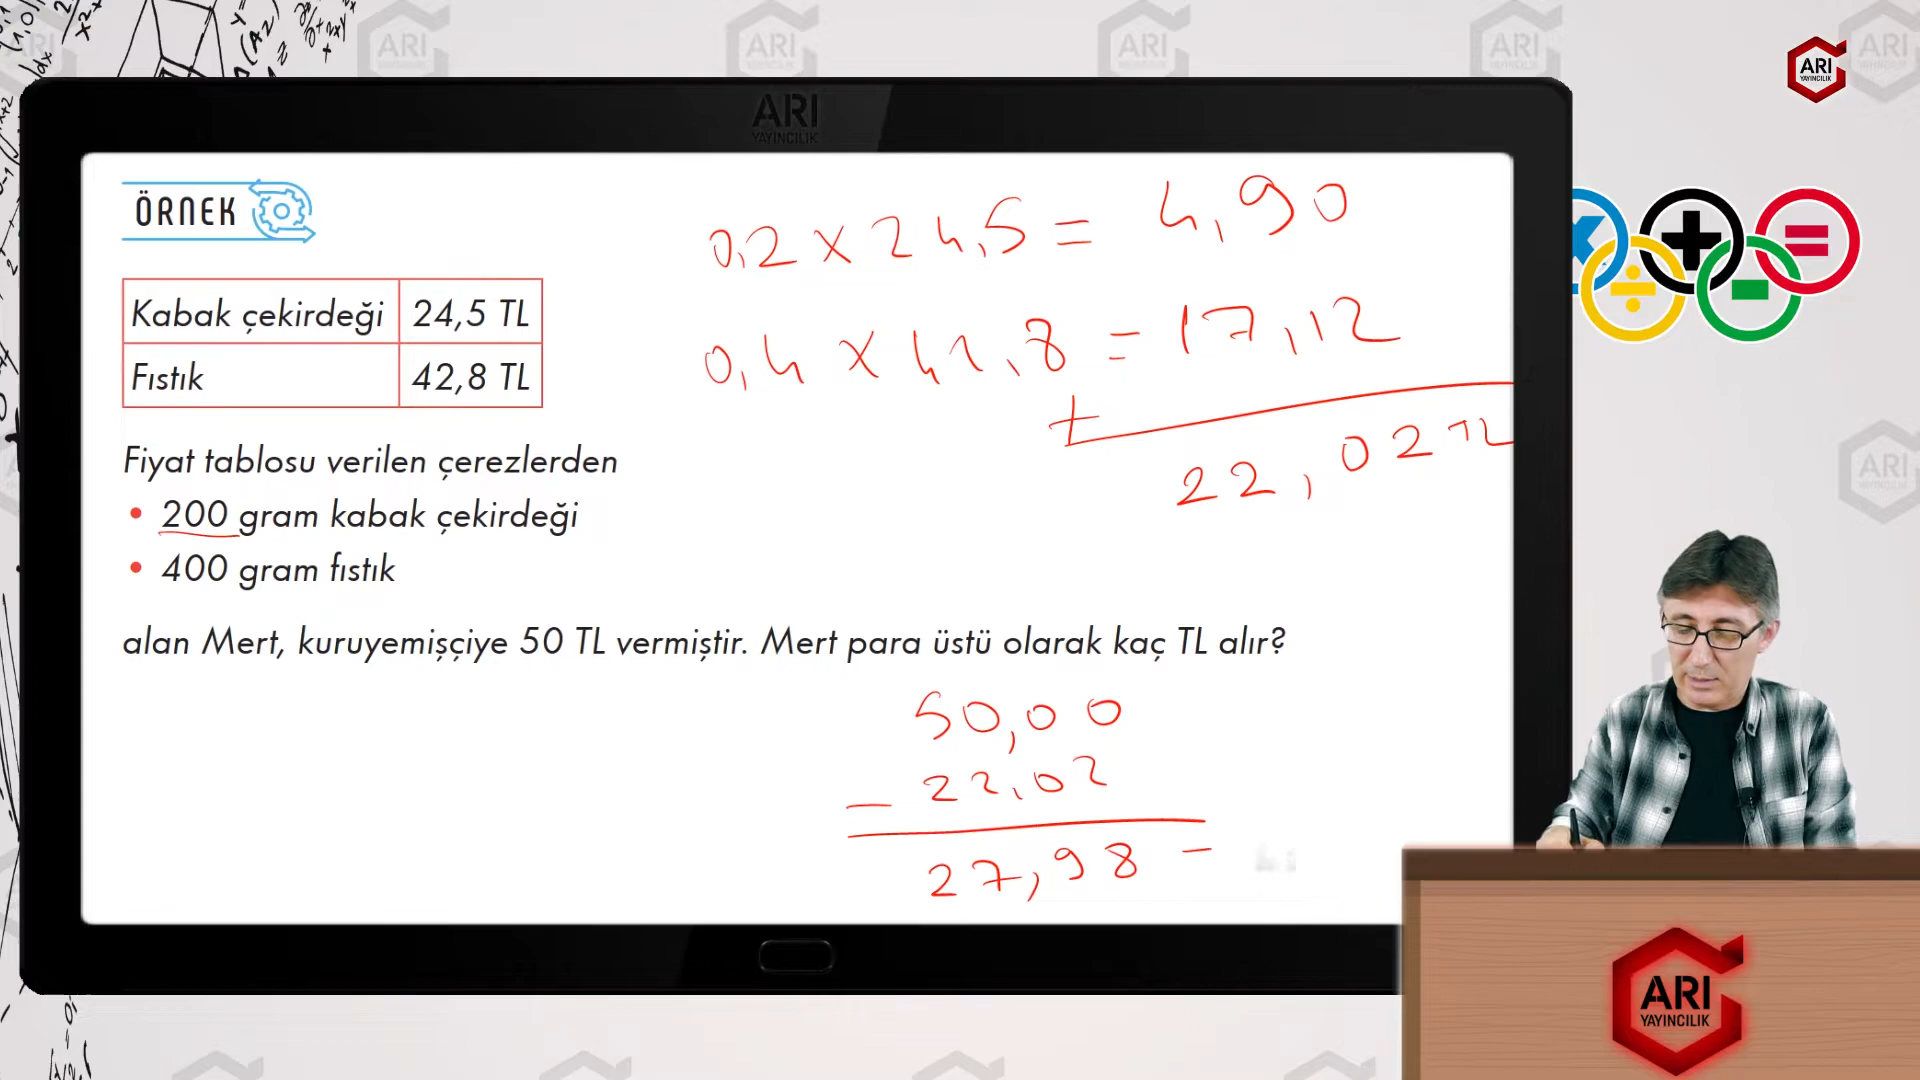 ARI
YAYINCILIK
ARI
YAYINCILIK
ÖRNEK
Kabak çekirdeği 24,5 TL
Fıstık 42,8 TL
Fiyat tablosu verilen çerezlerden
• 200 gram kabak çekirdeği
• 400 gram fıstık
alan Mert, kuruyemişçiye 50 TL vermiştir. Mert para üstü olarak kaç TL alır?
0,2 x 24,5 = 4,90
0,4 x 42,8 = 17,12
+
22,02 TL
50,00
- 22,02
27,98 -
ARI
YAYINCILIK